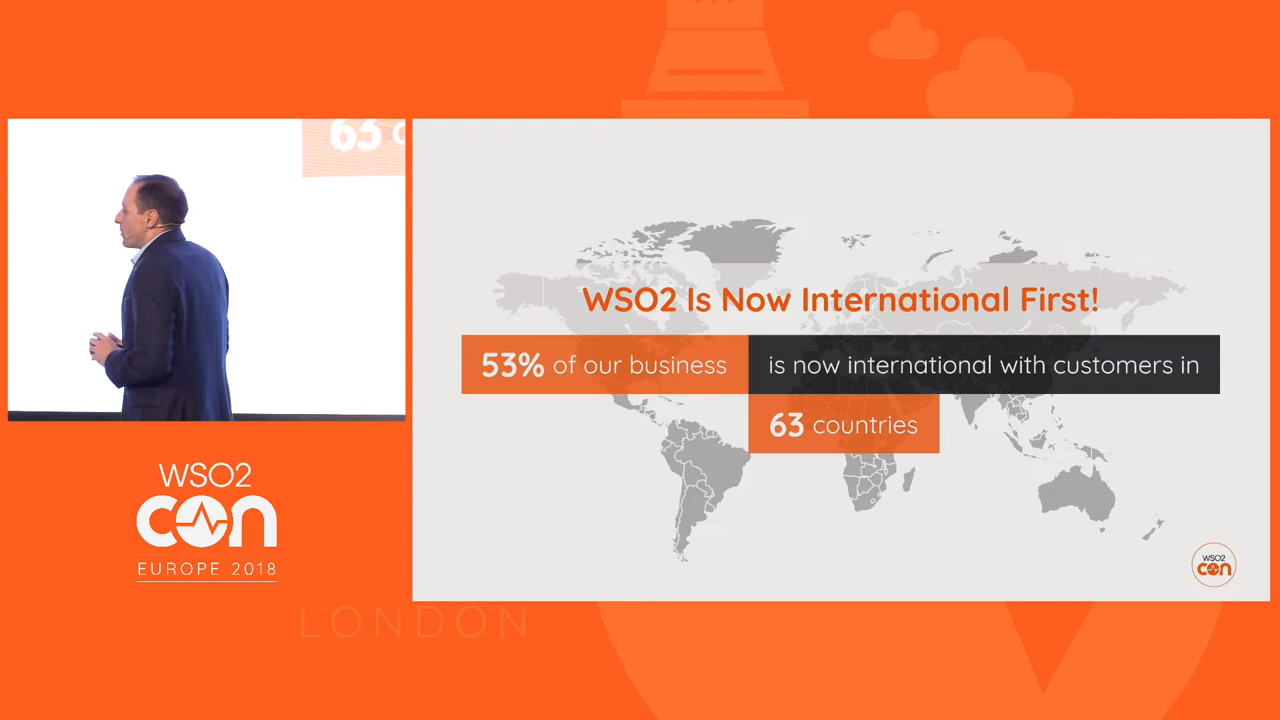 63
WSO2
con
EUROPE 2018
LONDON
WSO2 Is Now International First!
53% of our business is now international with customers in
63 countries
WSO2
con